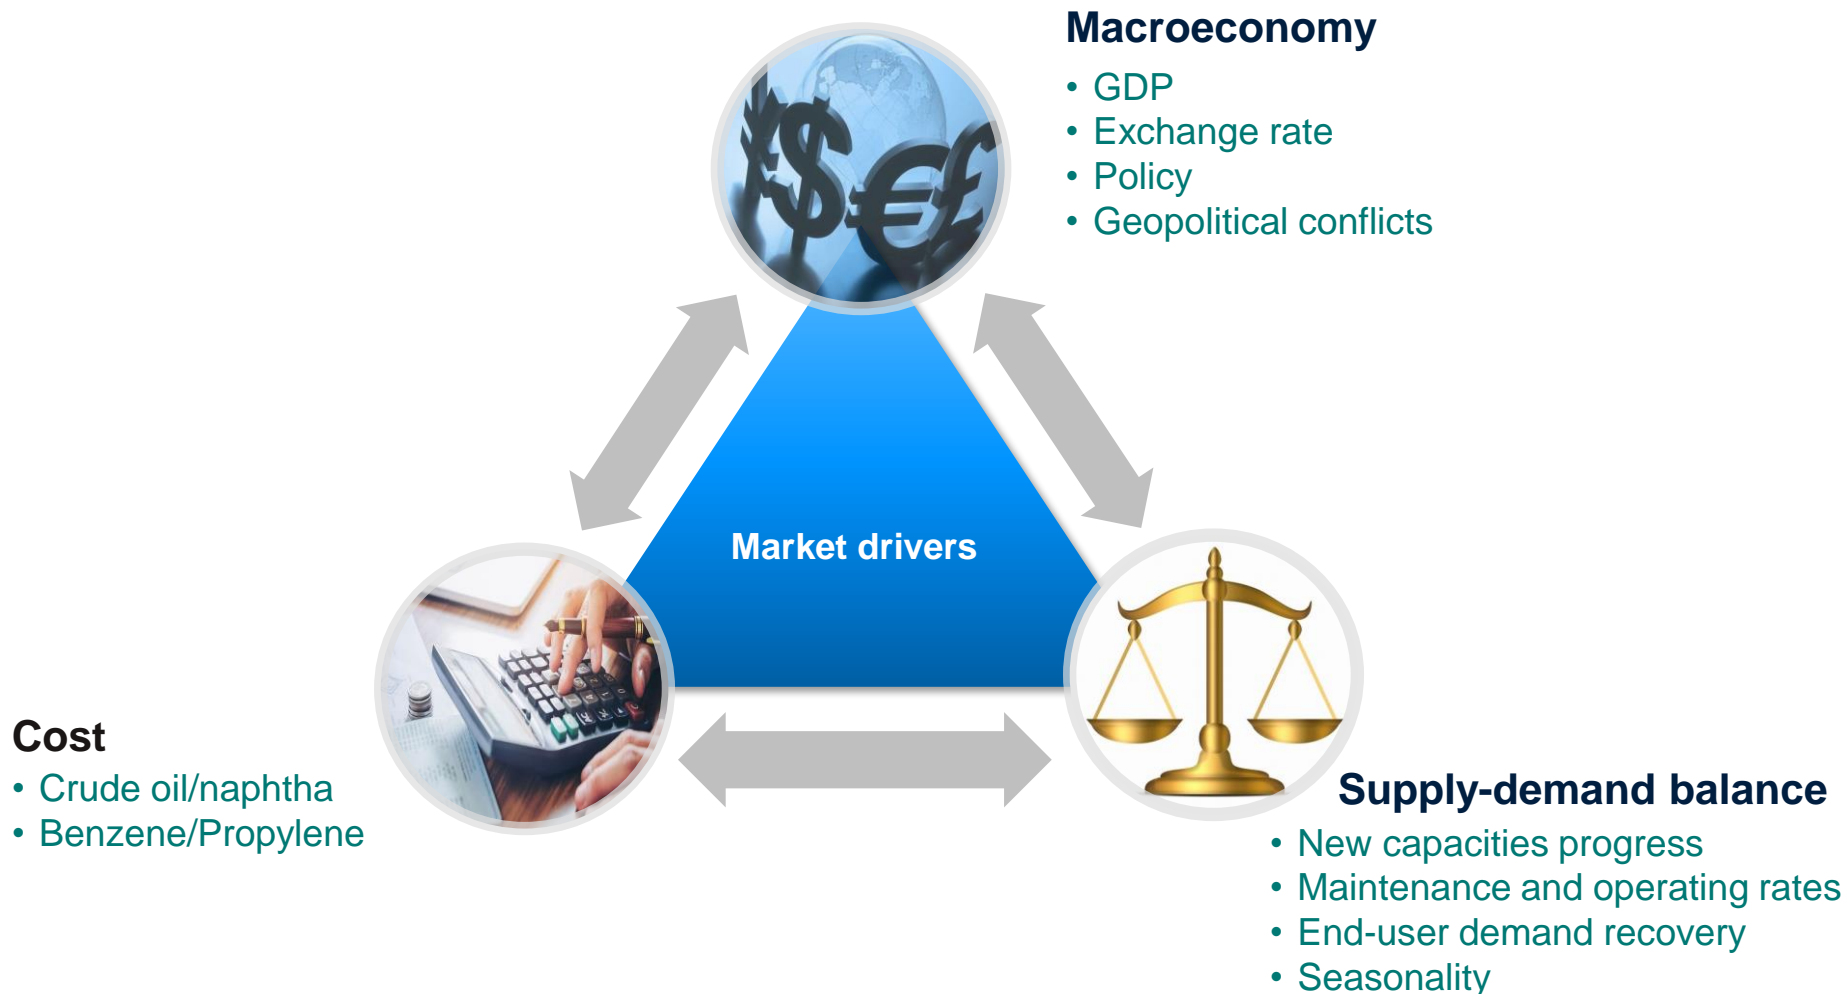 Macroeconomy
• GDP
• Exchange rate
• Policy
• Geopolitical conflicts
Market drivers
Cost
• Crude oil/naphtha
• Benzene/Propylene
Supply-demand balance
• New capacities progress
• Maintenance and operating rates
• End-user demand recovery
• Seasonality